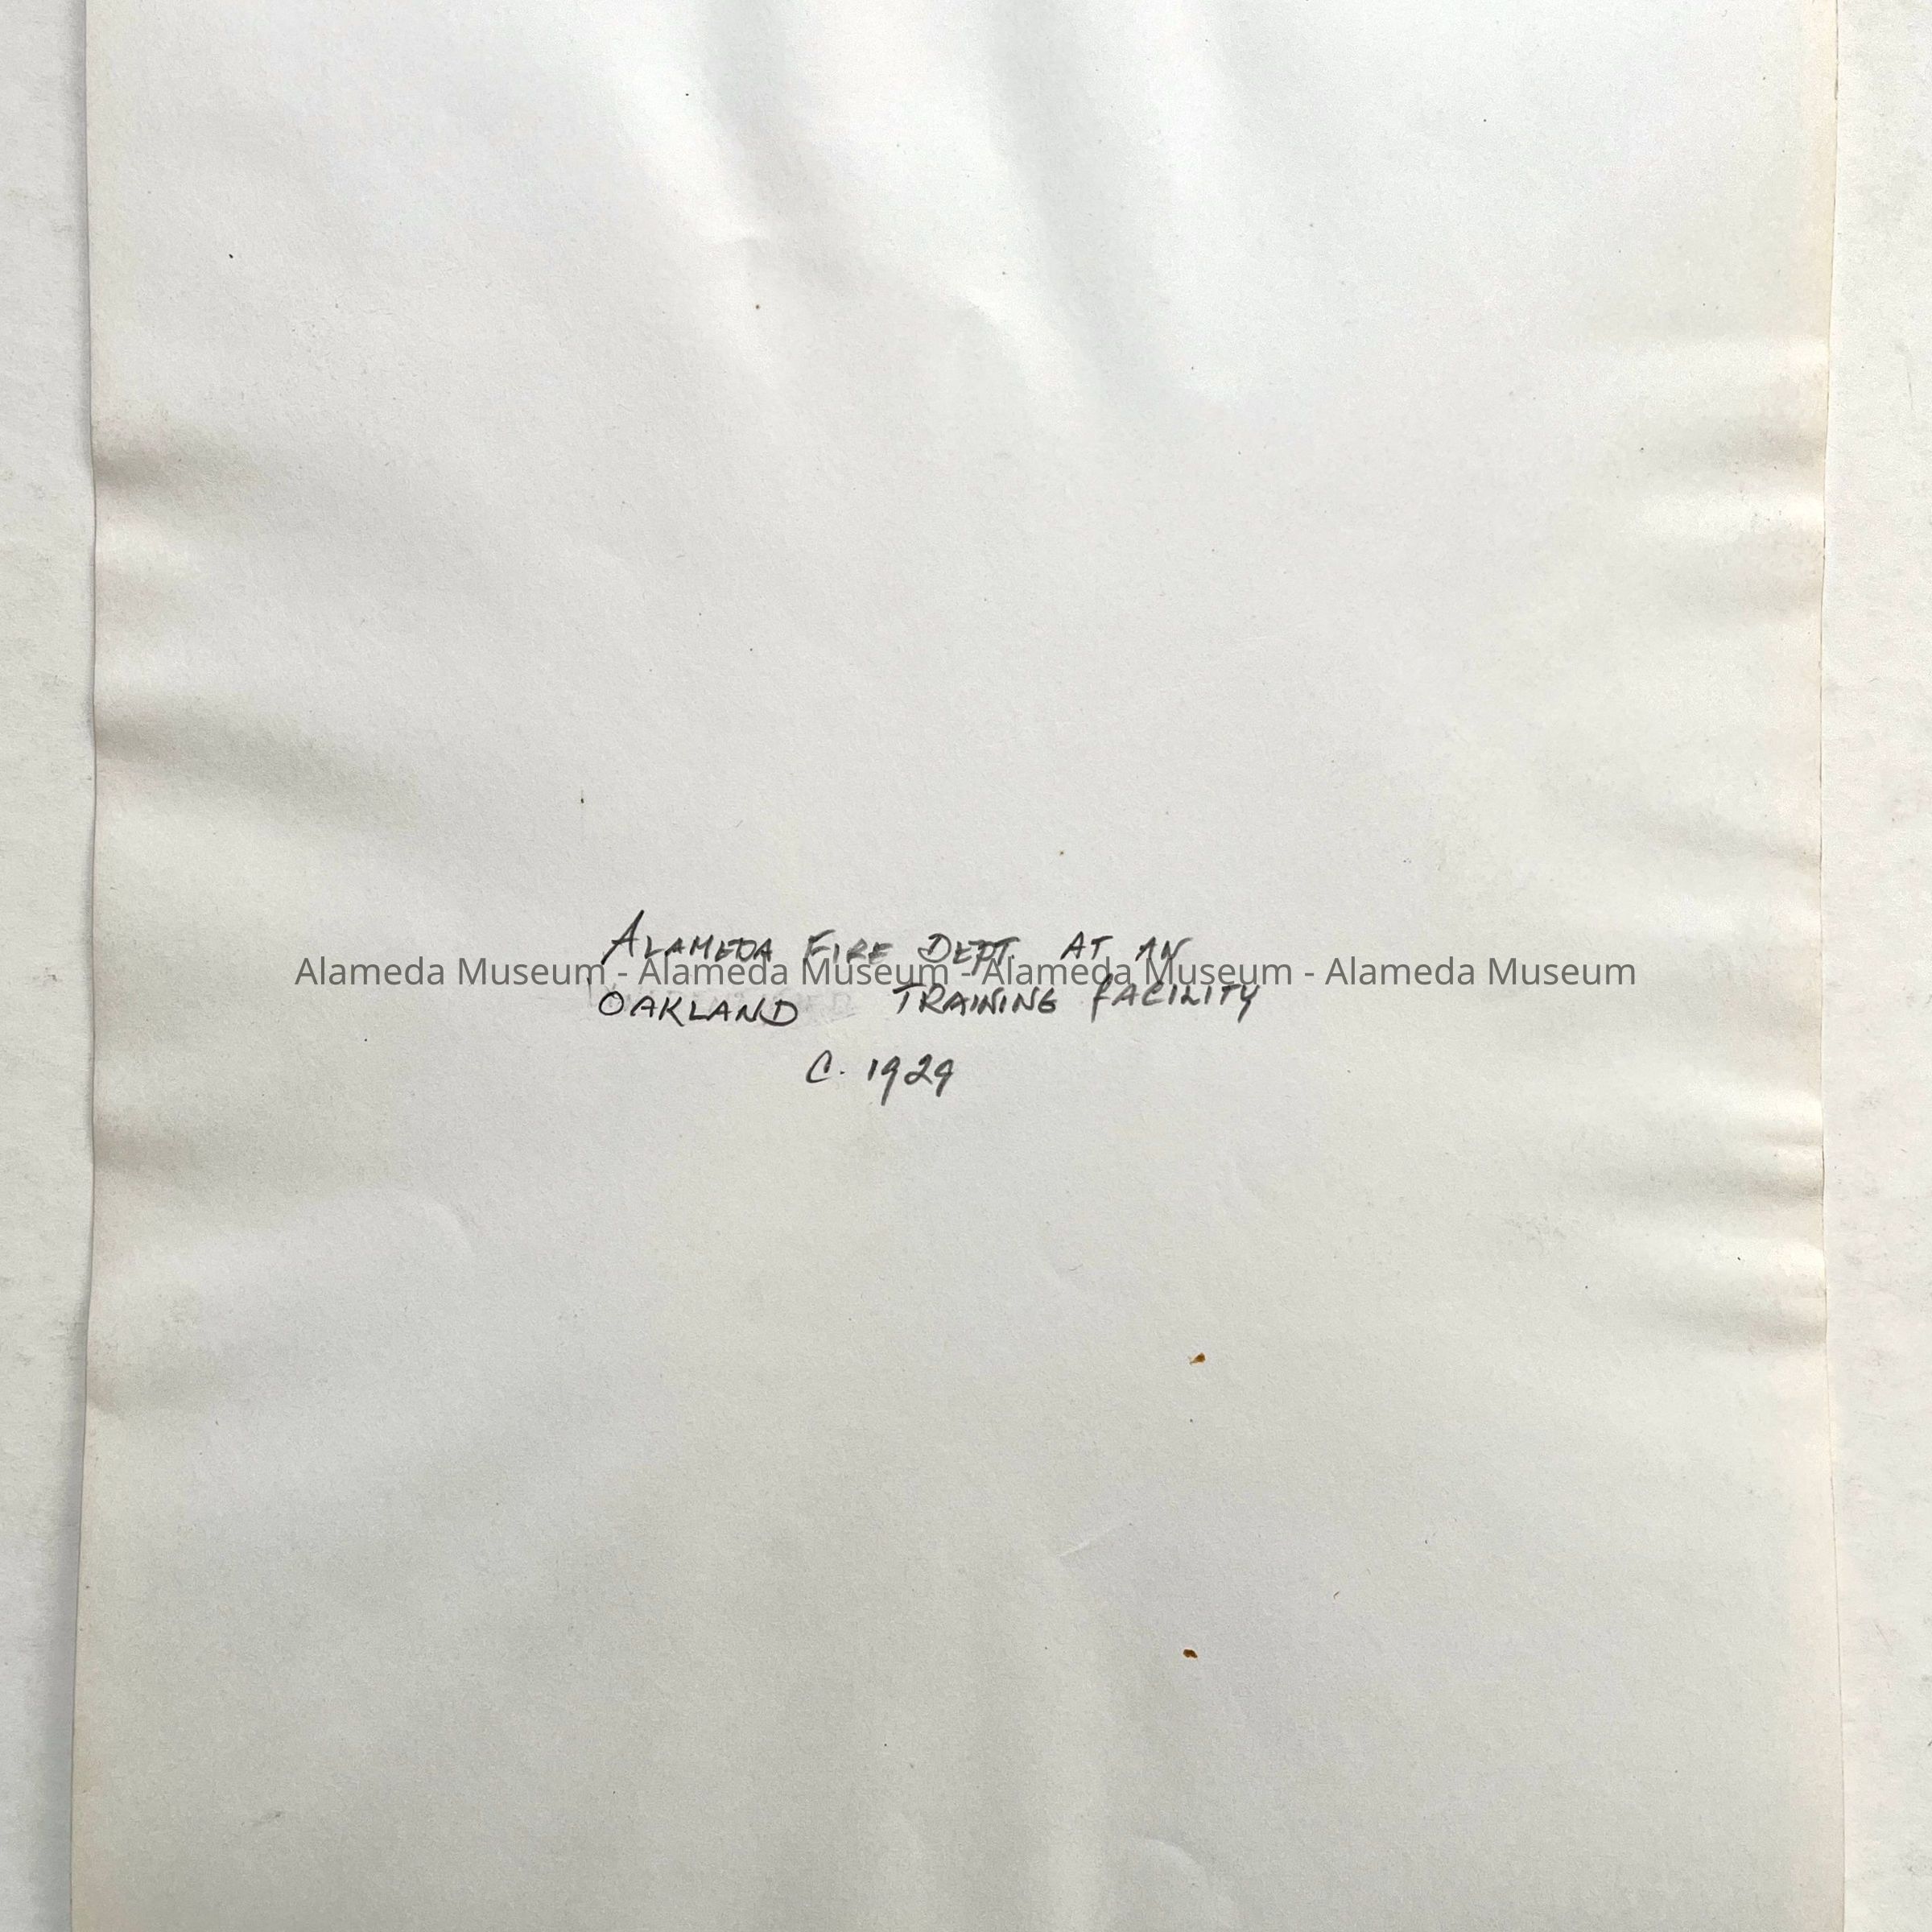 ALAMEDA FIRE DEPT. AT AN
Alameda Museum - Alameda Museum - Alameda Museum - Alameda Museum
OAKLAND TRAINING FACILITY
C. 1929